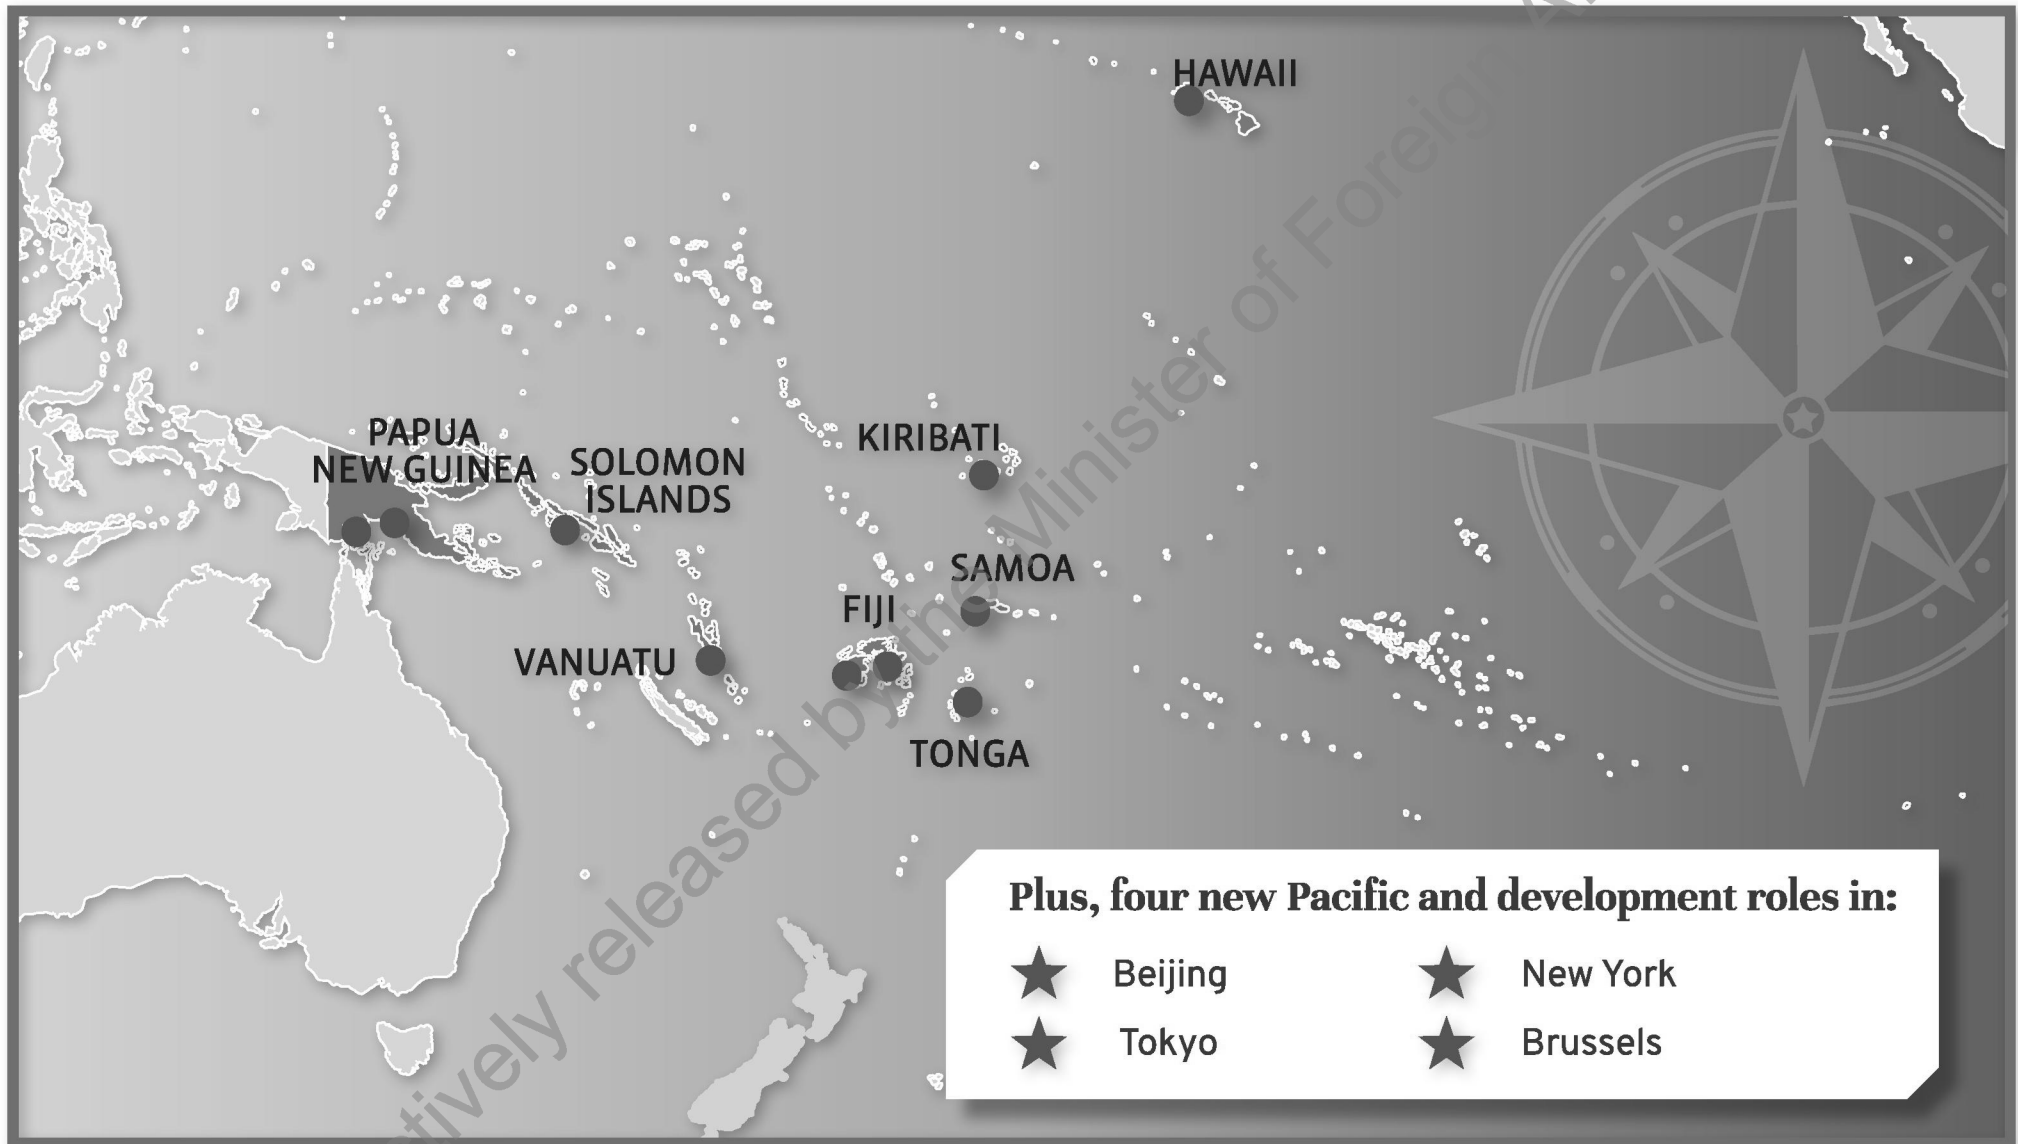 HAWAII
PAPUA
NEW GUINEA
SOLOMON
ISLANDS
KIRIBATI
SAMOA
FIJI
VANUATU
TONGA
Plus, four new Pacific and development roles in:
Beijing
New York
Tokyo
Brussels
tively released by the Minister of Foreign